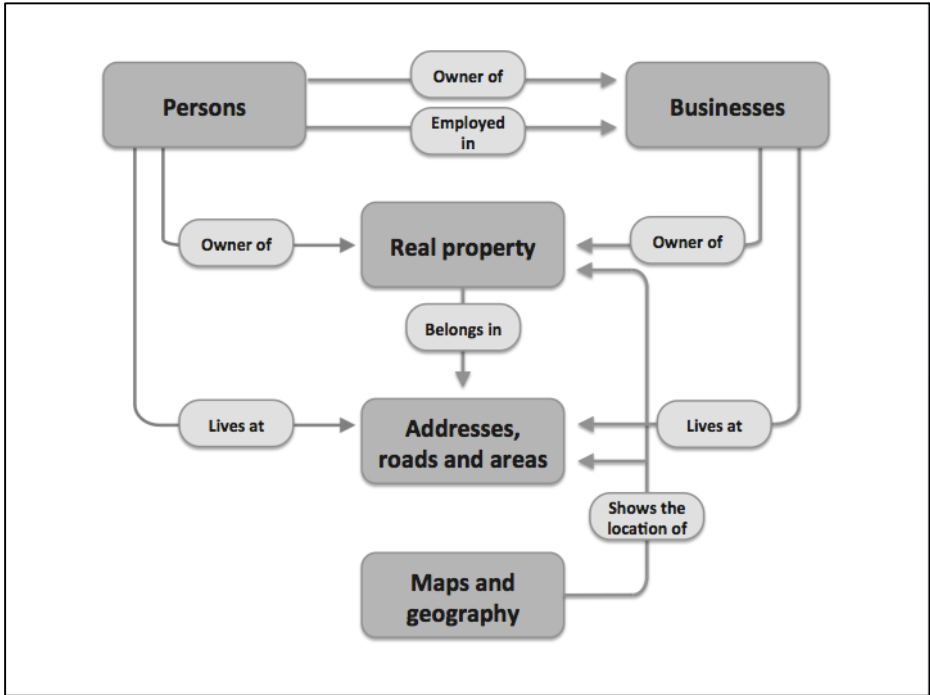 Owner of
Persons
Businesses
Employed
in
Owner of
Real property
Owner of
Belongs in
Lives at
Addresses,
roads and areas
Lives at
Shows the
location of
Maps and
geography